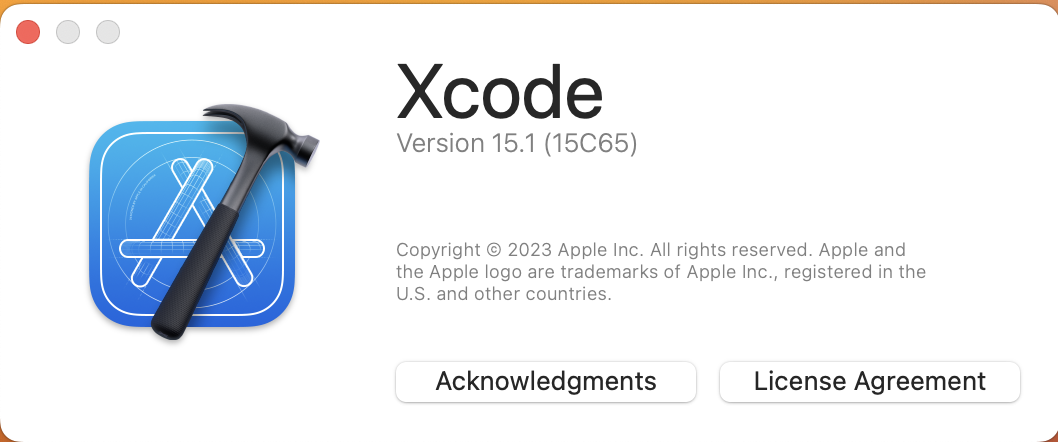 Xcode
Version 15.1 (15C65)
Copyright © 2023 Apple Inc. All rights reserved. Apple and
the Apple logo are trademarks of Apple Inc., registered in the
U.S. and other countries.
Acknowledgments
License Agreement